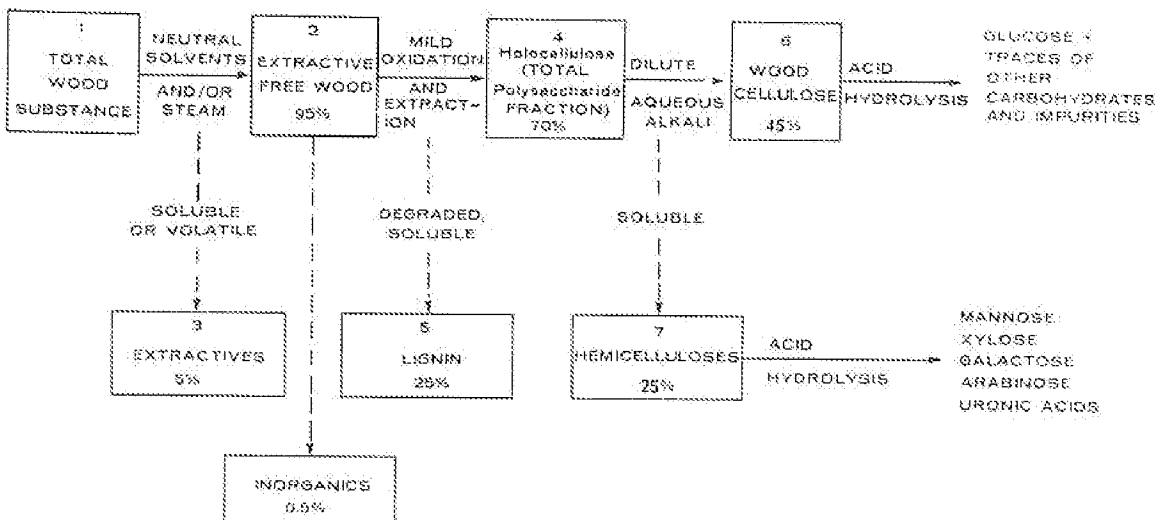 1
TOTAL
WOOD
SUBSTANCE
NEUTRAL
SOLVENTS
AND/OR
STEAM
2
EXTRACTIVE
FREE WOOD
95%
MILD
OXIDATION
AND
EXTRACT-
ION
4
Holocellulose
(TOTAL
Polysaccharide
FRACTION)
70%
DILUTE
AQUEOUS
ALKALI
6
WOOD
CELLULOSE
45%
ACID
HYDROLYSIS
GLUCOSE +
TRACES OF
OTHER
CARBOHYDRATES
AND IMPURITIES
SOLUBLE
OR VOLATILE
DEGRADED,
SOLUBLE
SOLUBLE
3
EXTRACTIVES
5%
5
LIGNIN
25%
7
HEMICELLULOSES
25%
ACID
HYDROLYSIS
MANNOSE
XYLOSE
GALACTOSE
ARABINOSE
URONIC ACIDS
INORGANICS
0.5%